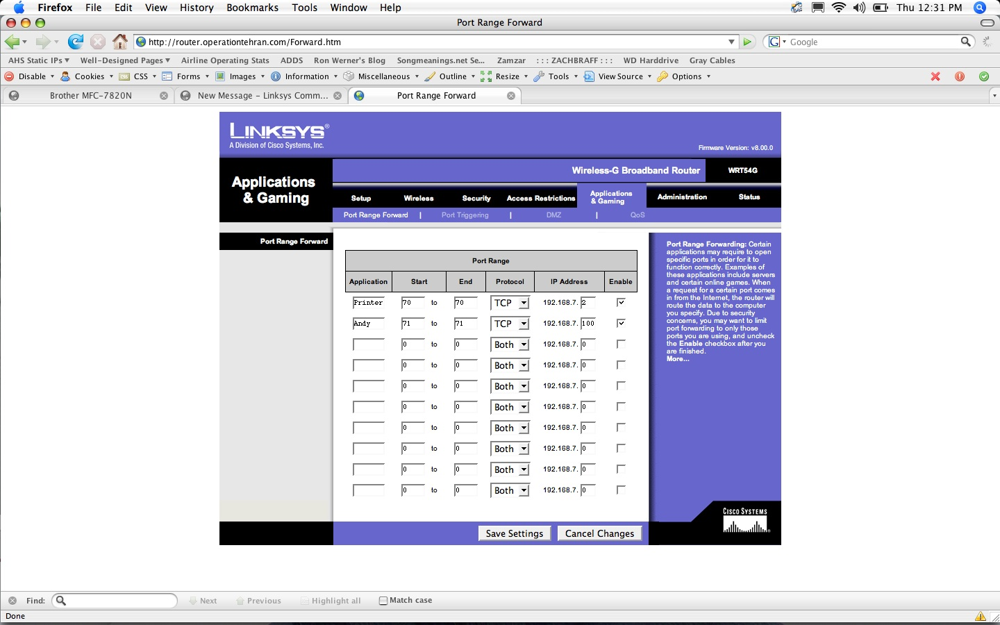 Firefox File Edit View History Bookmarks Tools Window Help Thu 12:31 PM
Port Range Forward
http://router.operationtehran.com/Forward.htm G Google
AHS Static IPs Well-Designed Pages Airline Operating Stats ADDS Ron Werner's Blog Songmeanings.net Se... Zamzar : : : ZACHBRAFF : : : WD Harddrive Gray Cables
Disable Cookies CSS Forms Images Information Miscellaneous Outline Resize Tools View Source Options
Brother MFC-7820N New Message – Linksys Comm... Port Range Forward
LINKSYS®
A Division of Cisco Systems, Inc.
Firmware Version: v8.00.0
Wireless-G Broadband Router WRT54G
Applications
& Gaming
Setup Wireless Security Access Restrictions Applications & Gaming Administration Status
Port Range Forward | Port Triggering | DMZ | QoS
Port Range Forward
Port Range
Application Start End Protocol IP Address Enable
Printer 70 to 70 TCP 192.168.7. 2
Andy 71 to 71 TCP 192.168.7. 100
0 to 0 Both 192.168.7. 0
0 to 0 Both 192.168.7. 0
0 to 0 Both 192.168.7. 0
0 to 0 Both 192.168.7. 0
0 to 0 Both 192.168.7. 0
0 to 0 Both 192.168.7. 0
0 to 0 Both 192.168.7. 0
0 to 0 Both 192.168.7. 0
Port Range Forwarding: Certain
applications may require to open
specific ports in order for it to
function correctly. Examples of
these applications include servers
and certain online games. When
a request for a certain port comes
in from the Internet, the router will
route the data to the computer
you specify. Due to security
concerns, you may want to limit
port forwarding to only those
ports you are using, and uncheck
the Enable checkbox after you
are finished.
More...
CISCO SYSTEMS
Save Settings Cancel Changes
Find: Next Previous Highlight all Match case
Done